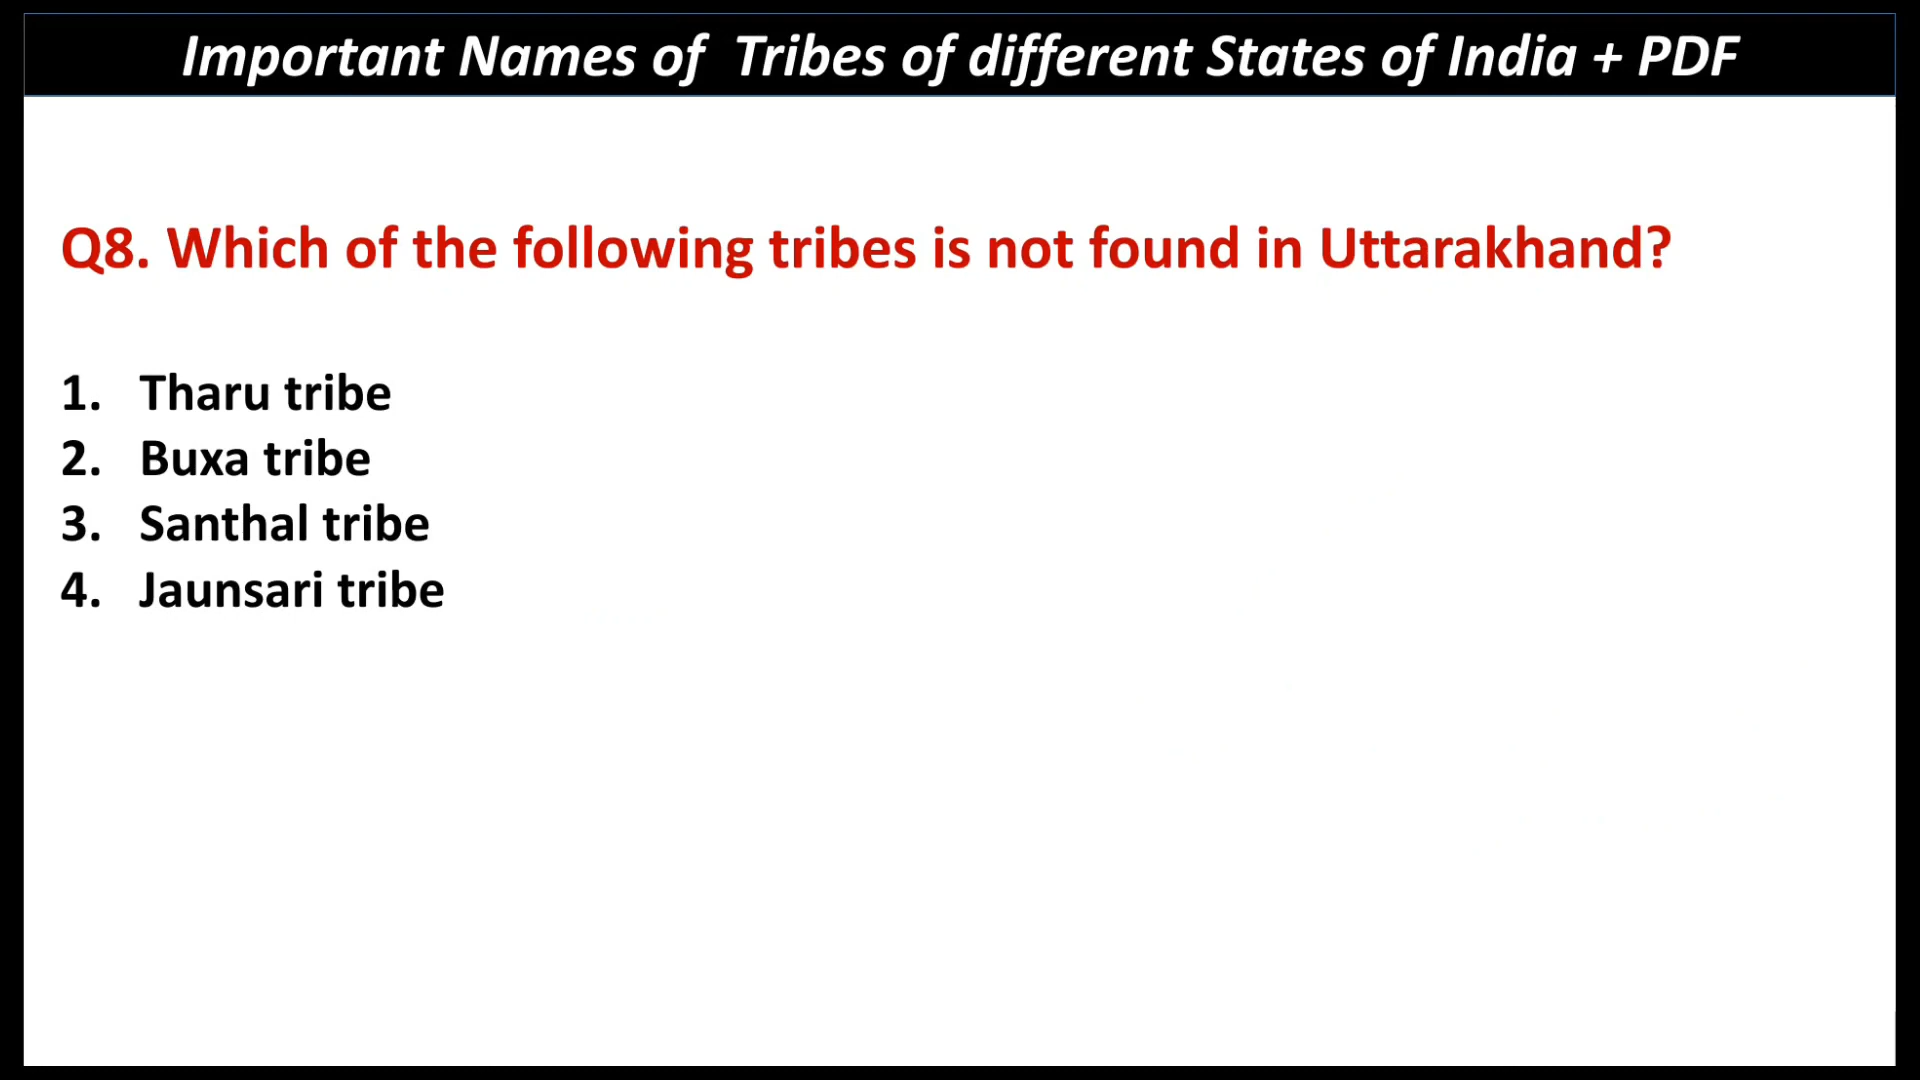 Important Names of  Tribes of different States of India + PDF
Q8. Which of the following tribes is not found in Uttarakhand?
1. Tharu tribe
2. Buxa tribe
3. Santhal tribe
4. Jaunsari tribe